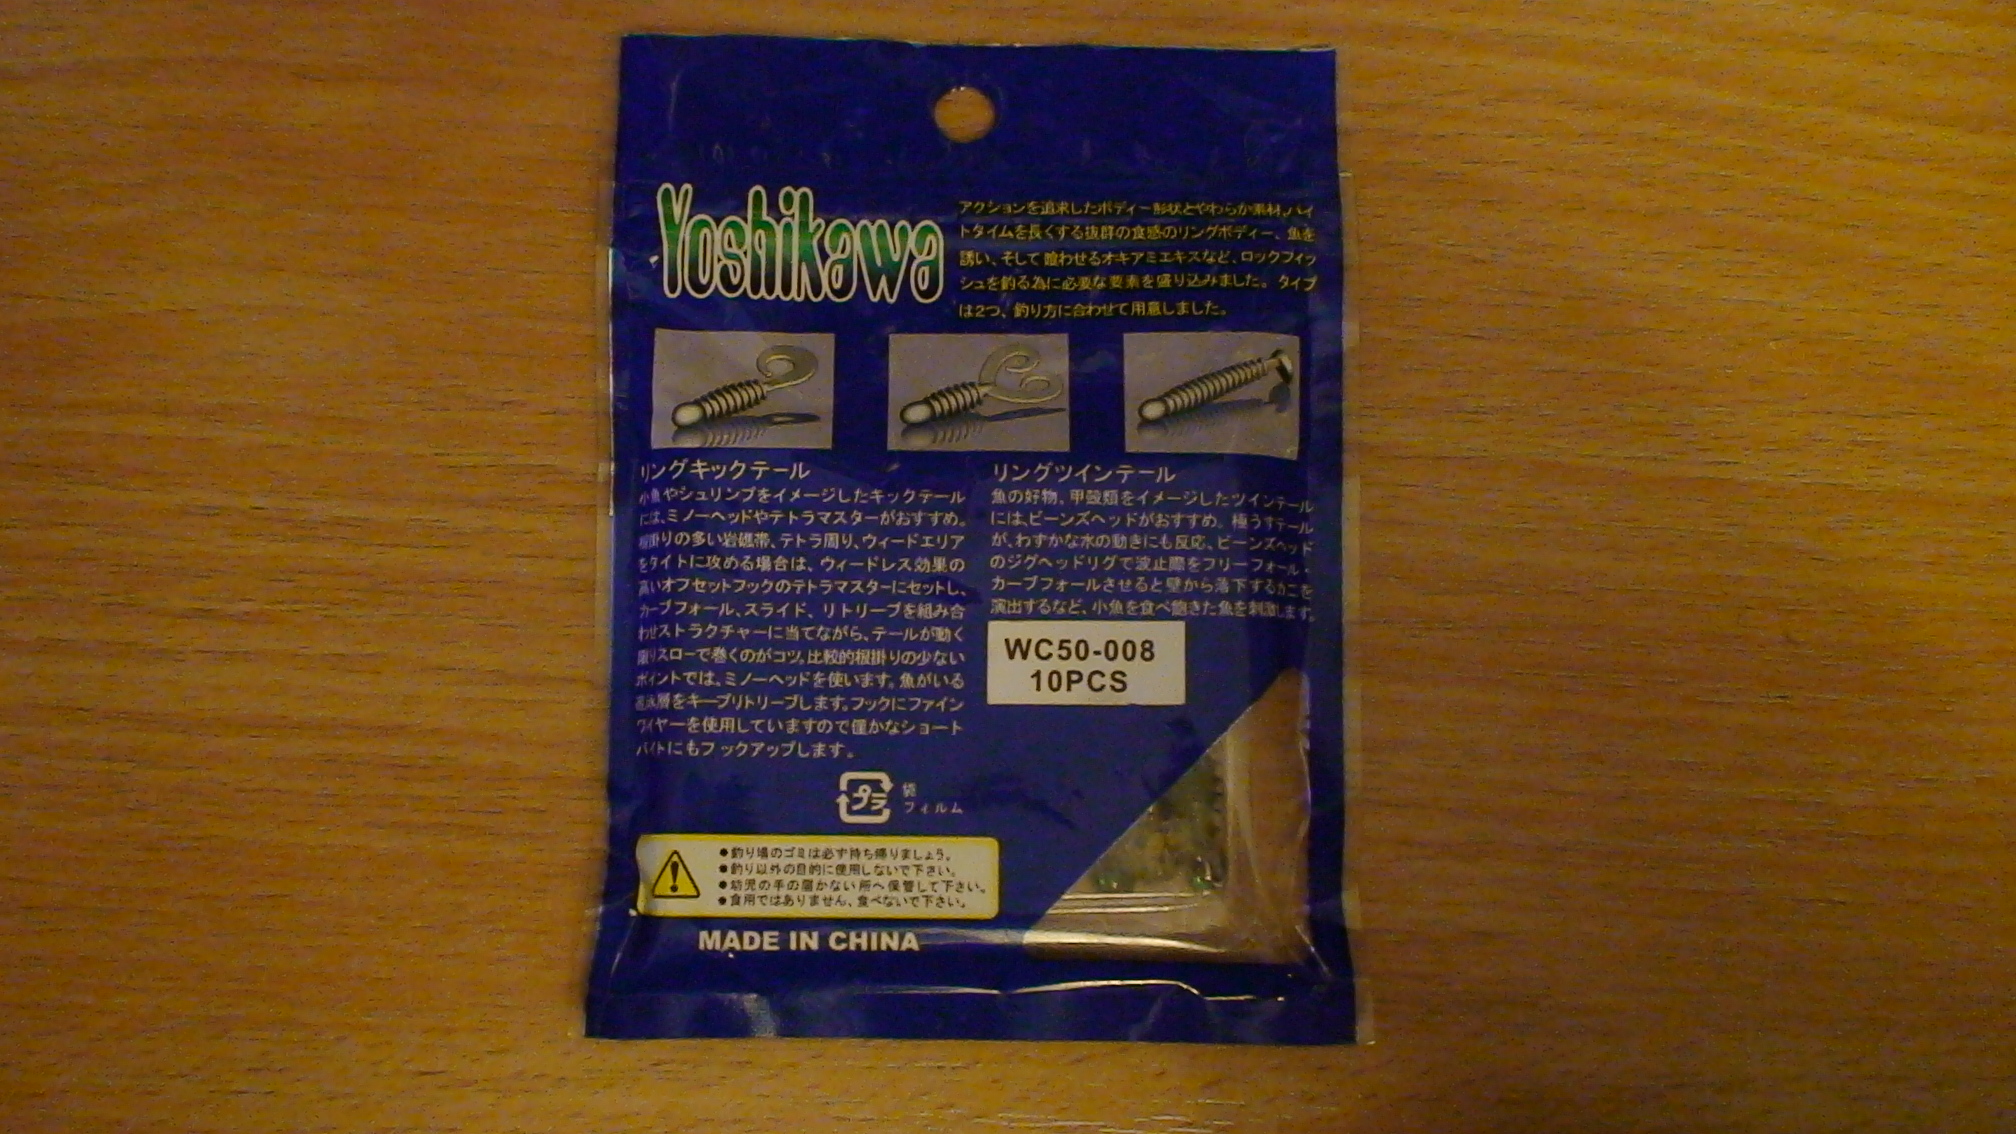 Yoshikawa
アクションを追求したボディー形状とやわらか素材、バイ
トタイムを長くする抜群の食感のリングボディー、魚を
誘い、そして喰わせるオキアミエキスなど、ロックフィッ
シュを釣る為に必要な要素を盛り込みました。タイプ
は2つ、釣り方に合わせて用意しました。
リングキックテール
小魚やシュリンプをイメージしたキックテール
には、ミノーヘッドやテトラマスターがおすすめ。
根掛りの多い岩礁帯、テトラ周り、ウィードエリア
をタイトに攻める場合は、ウィードレス効果の
高いオフセットフックのテトラマスターにセットし、
カーブフォール、スライド、リトリーブを組み合
わせストラクチャーに当てながら、テールが動く
限りスローで巻くのがコツ。比較的根掛りの少ない
ポイントでは、ミノーヘッドを使います。魚がいる
遊泳層をキープリトリーブします。フックにファイン
ワイヤーを使用していますので僅かなショート
バイトにもフックアップします。
リングツインテール
魚の好物、甲殻類をイメージしたツインテール
には、ビーンズヘッドがおすすめ。極うすテール
が、わずかな水の動きにも反応、ビーンズヘッド
のジグヘッドリグで波止際をフリーフォール・
カーブフォールさせると壁から落下するカニを
演出するなど、小魚を食べ飽きた魚を刺激します。
WC50-008
10PCS
プラ
袋
フィルム
●釣り場のゴミは必ず持ち帰りましょう。
●釣り以外の目的に使用しないで下さい。
●幼児の手の届かない所へ保管して下さい。
●食用ではありません、食べないで下さい。
MADE IN CHINA